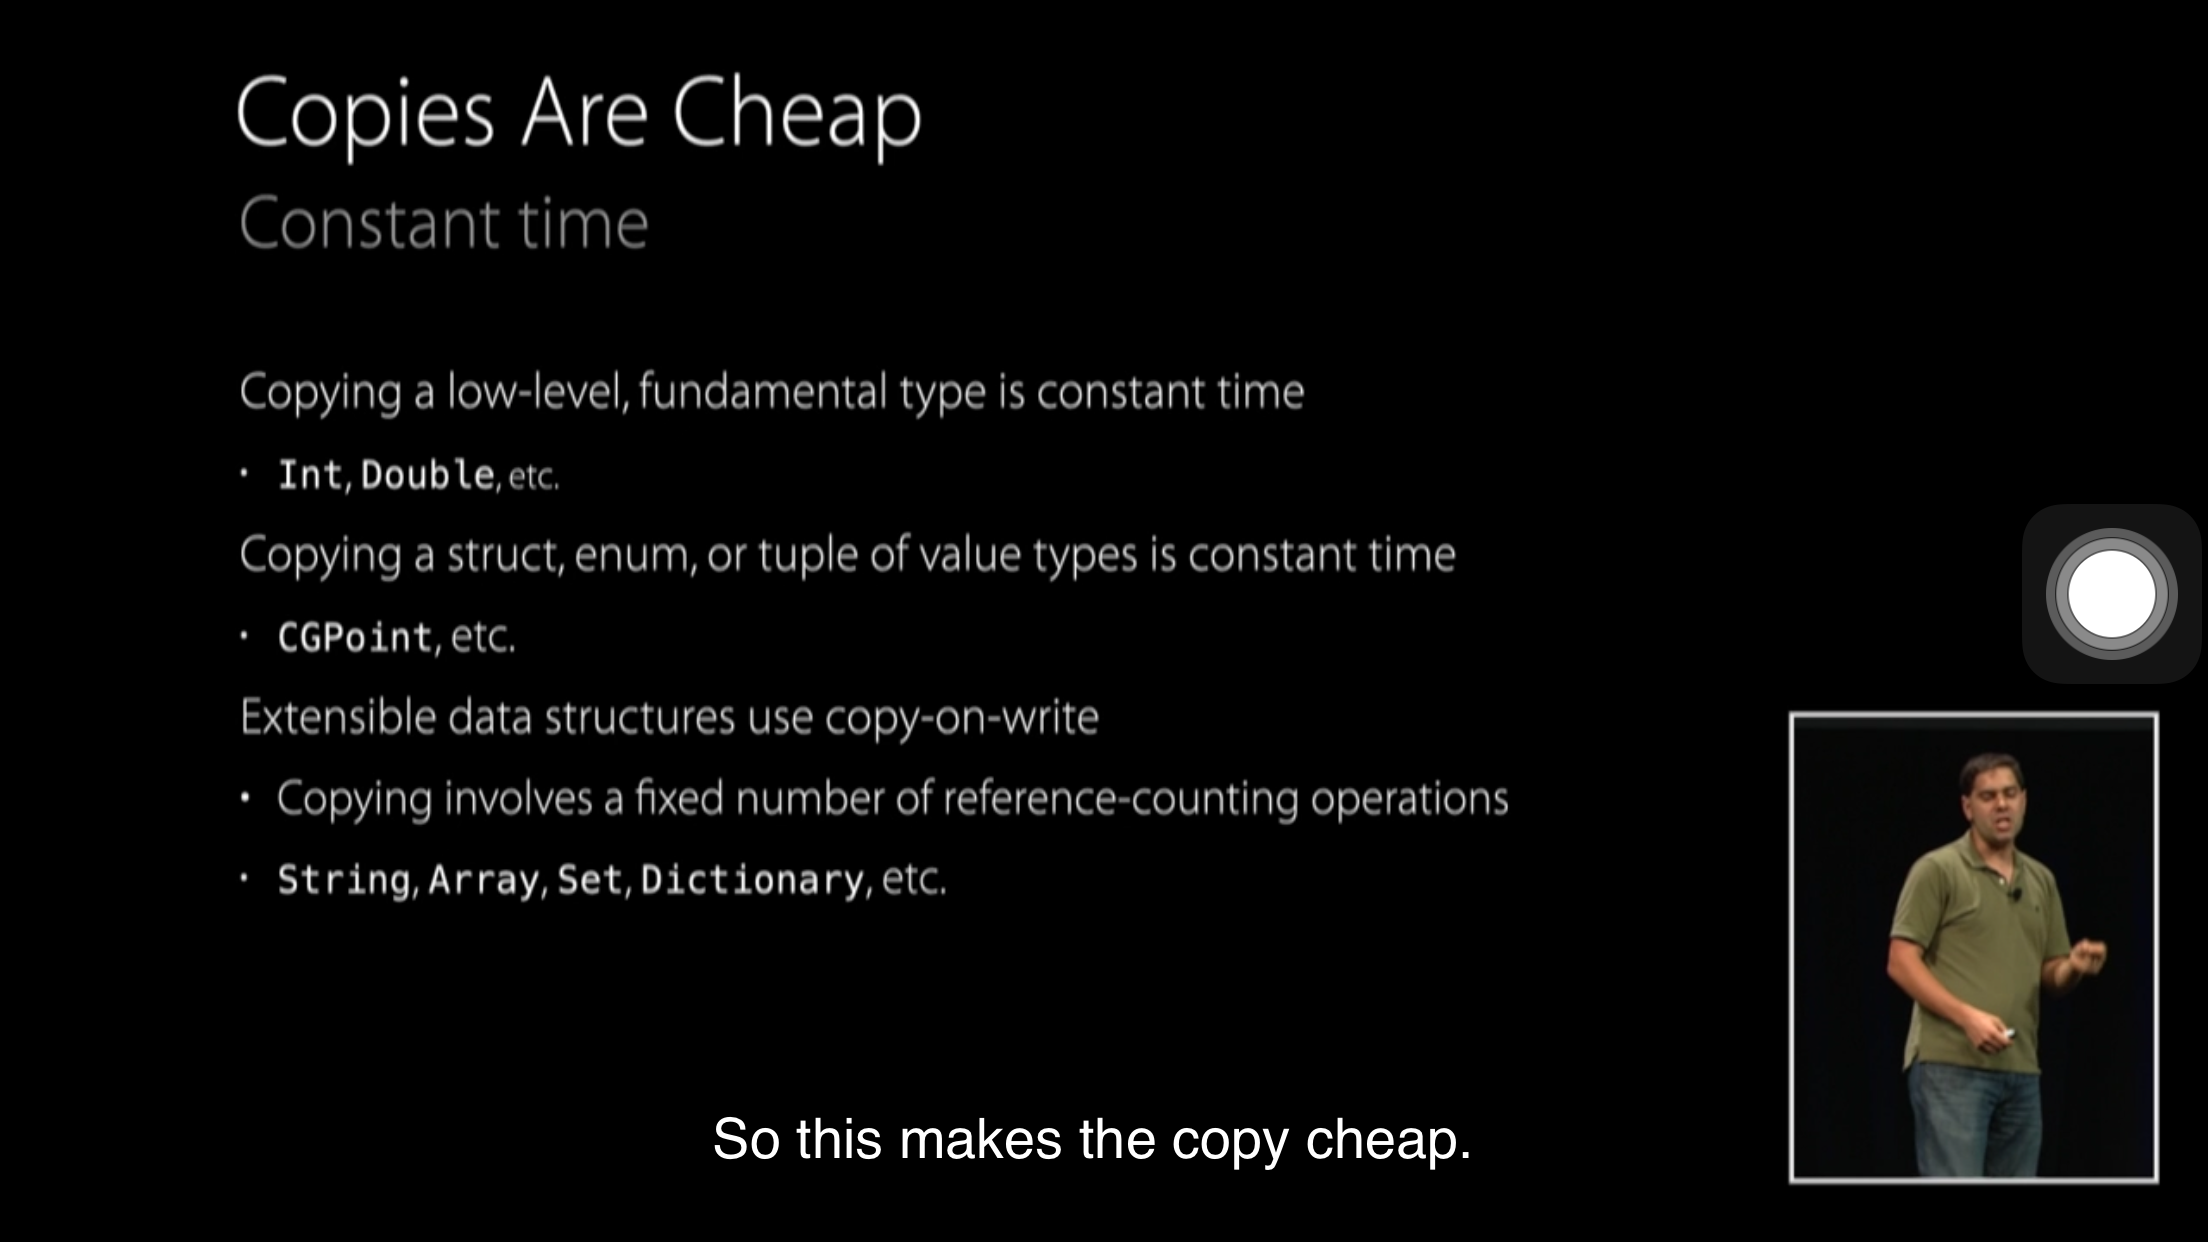 Copies Are Cheap
Constant time
Copying a low-level, fundamental type is constant time
• Int, Double, etc.
Copying a struct, enum, or tuple of value types is constant time
• CGPoint, etc.
Extensible data structures use copy-on-write
• Copying involves a fixed number of reference-counting operations
• String, Array, Set, Dictionary, etc.
So this makes the copy cheap.